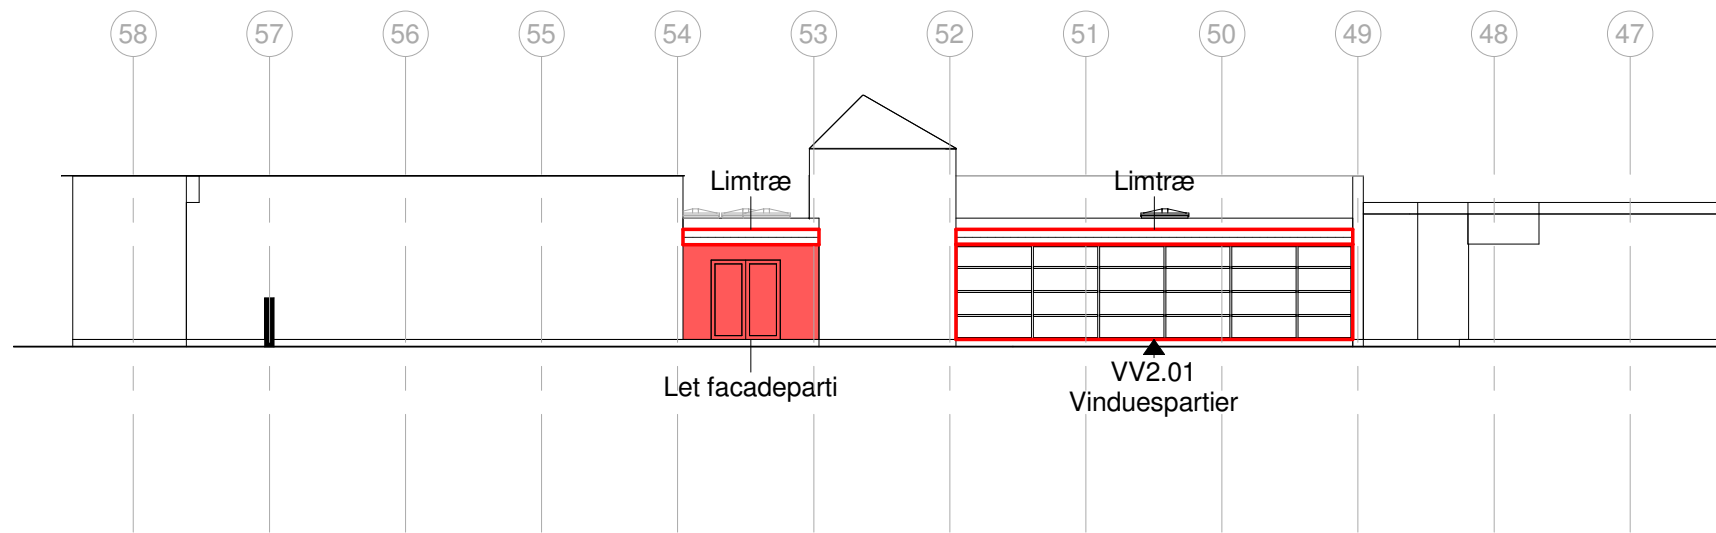 58 57 56 55 54 53 52 51 50 49 48 47
Limtræ Limtræ
Let facadeparti
VV2.01
Vinduespartier